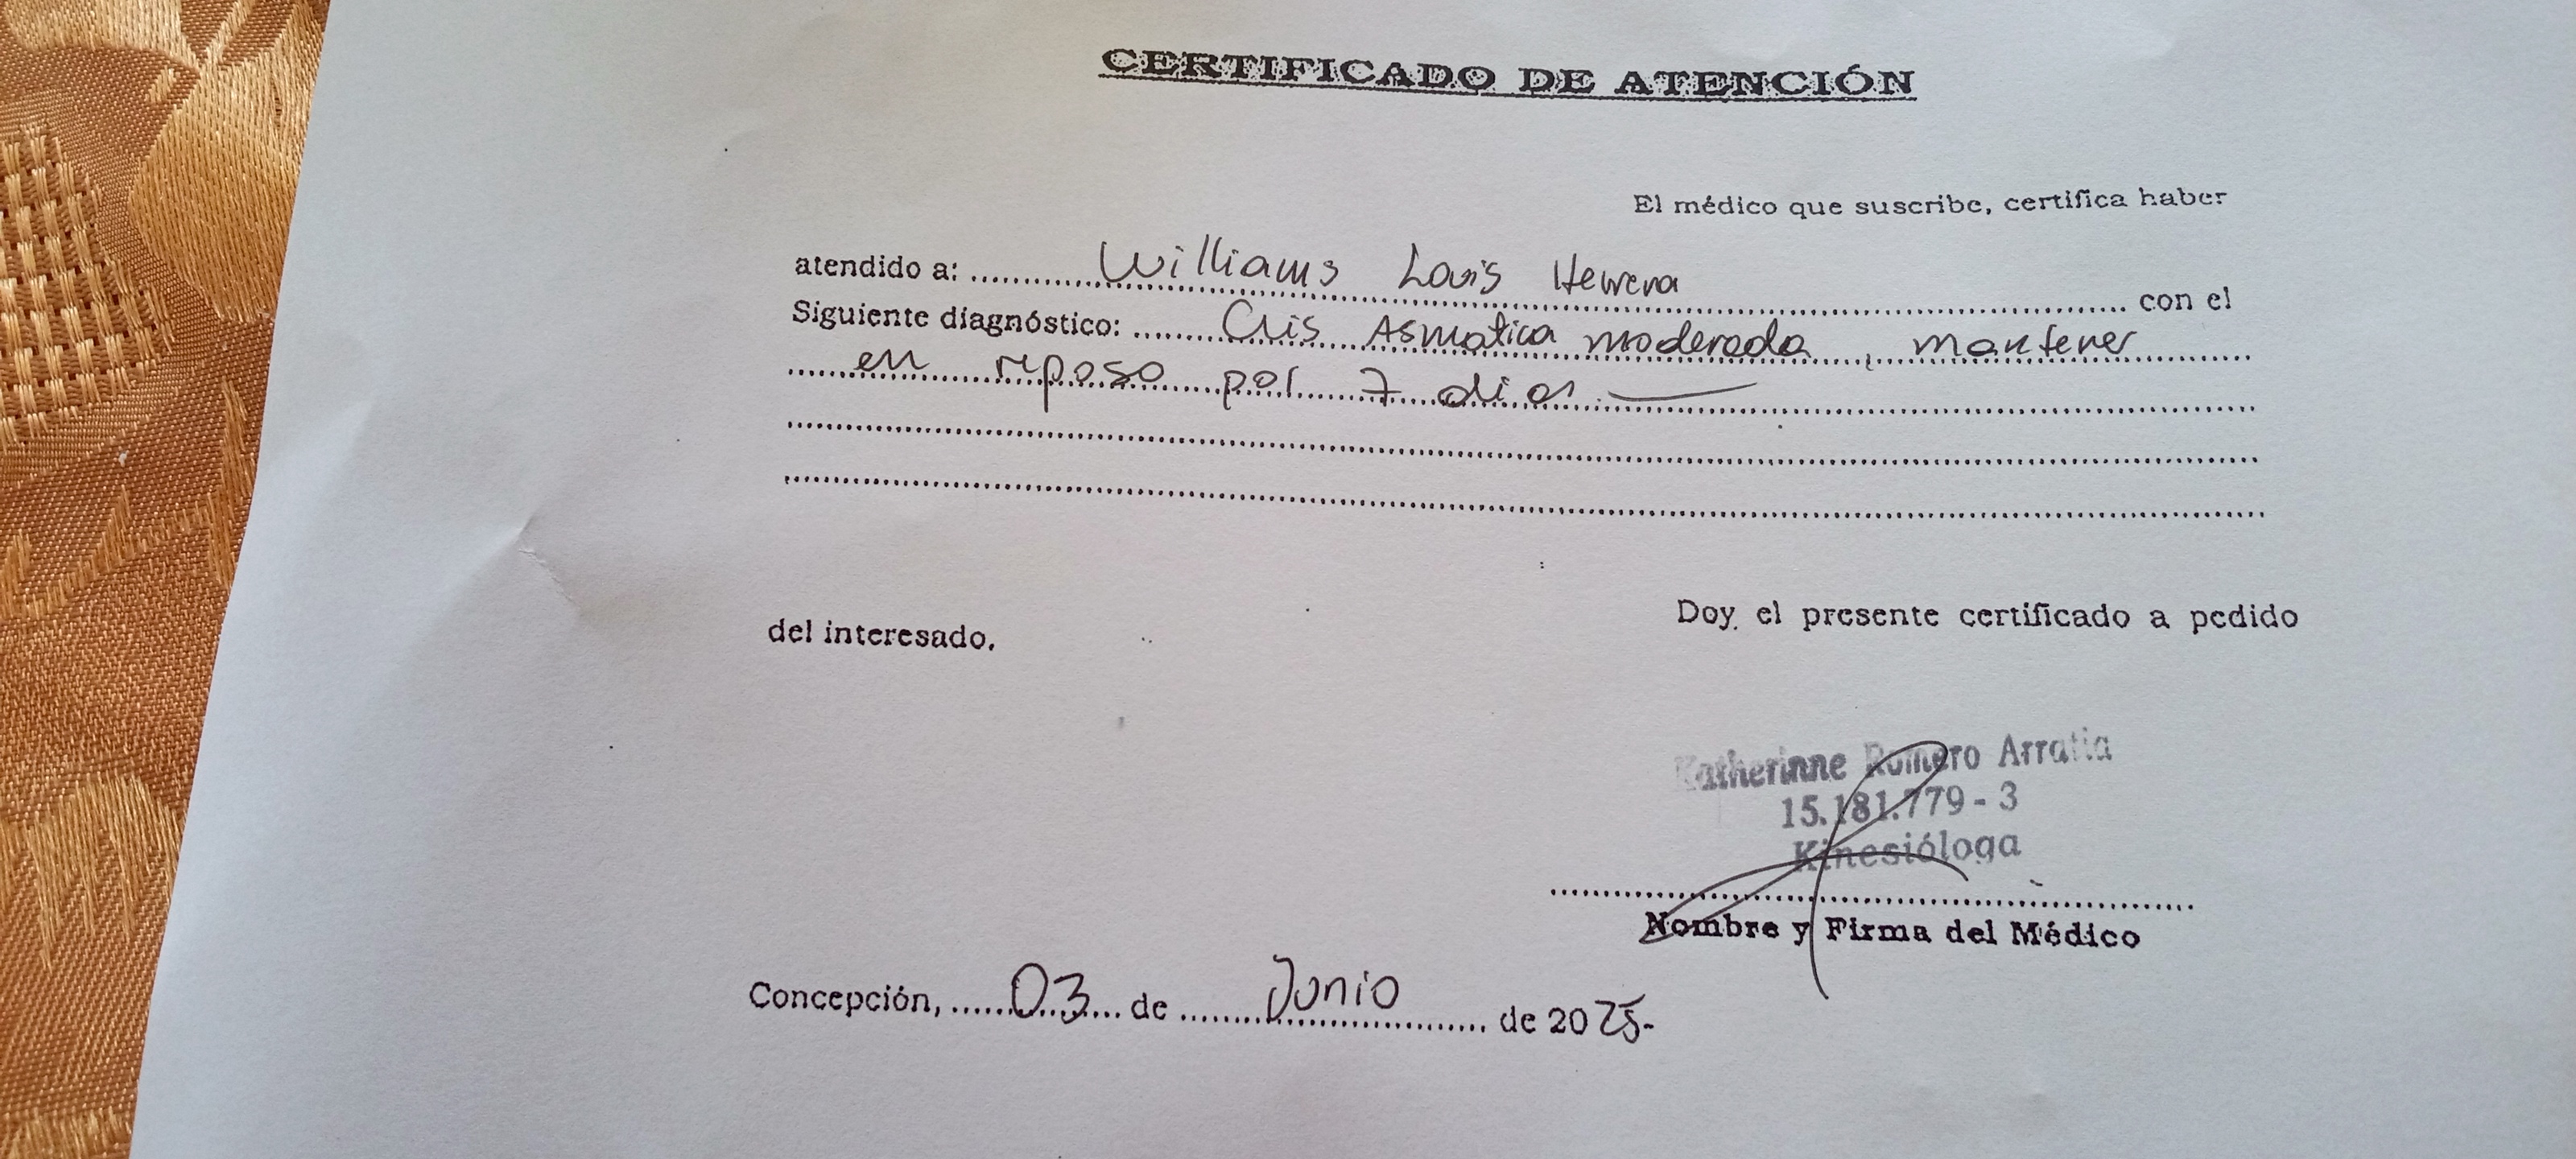 CERTIFICADO DE ATENCIÓN
El médico que suscribe, certifica haber
atendido a: Williams Louis Herrera con el
Siguiente diagnóstico: Cris Asmatica moderada, mantener
en reposo por 7 dias
Doy el presente certificado a pedido
del interesado.
Katherinne Romero Arratia
15.181.779-3
Kinesióloga
Nombre y Firma del Médico
Concepción, 03 de Junio de 2025-